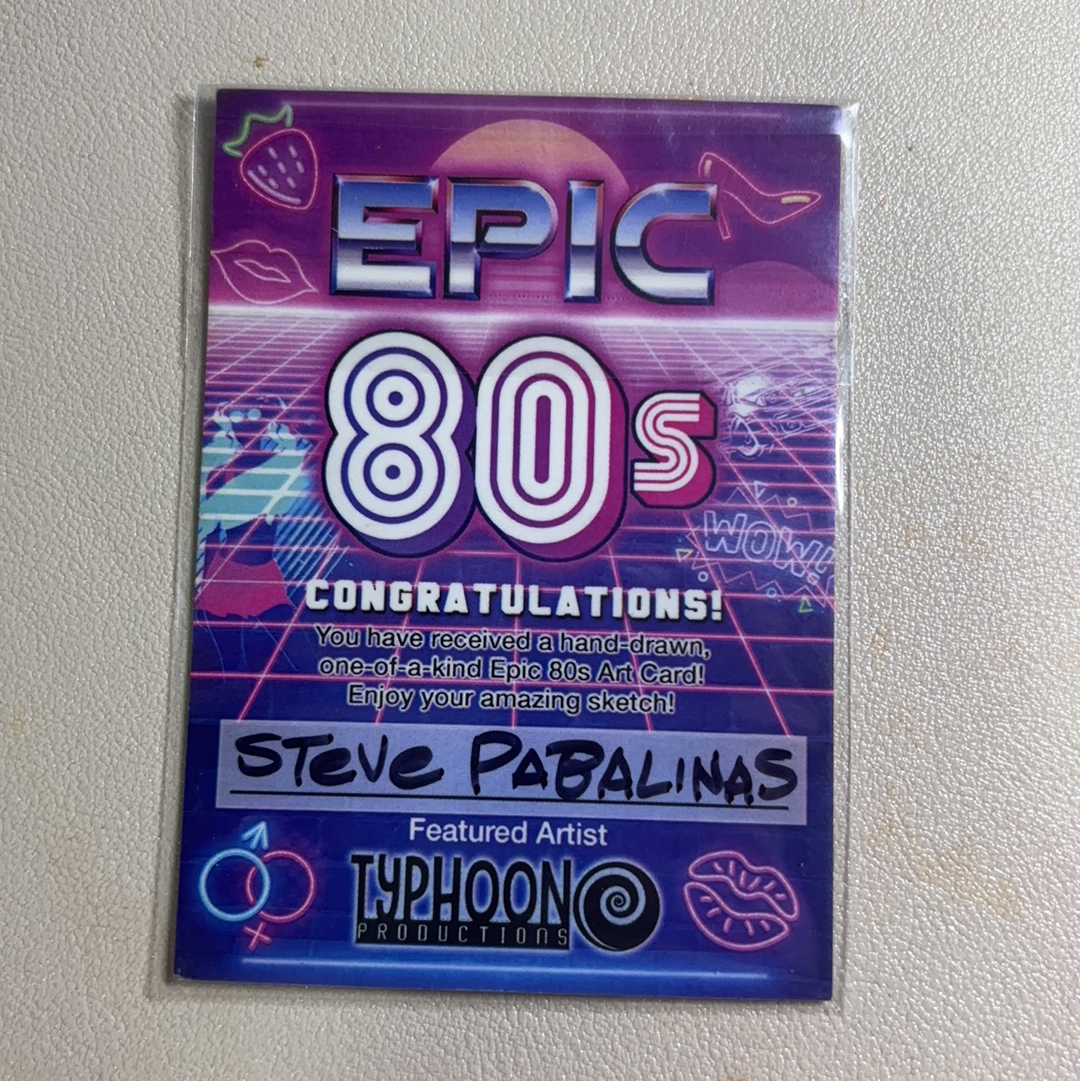 EPIC
80s
WOW!
CONGRATULATIONS!
You have received a hand-drawn,
one-of-a-kind Epic 80s Art Card!
Enjoy your amazing sketch!
STEVE PABALINAS
Featured Artist
TYPHOON
PRODUCTIONS